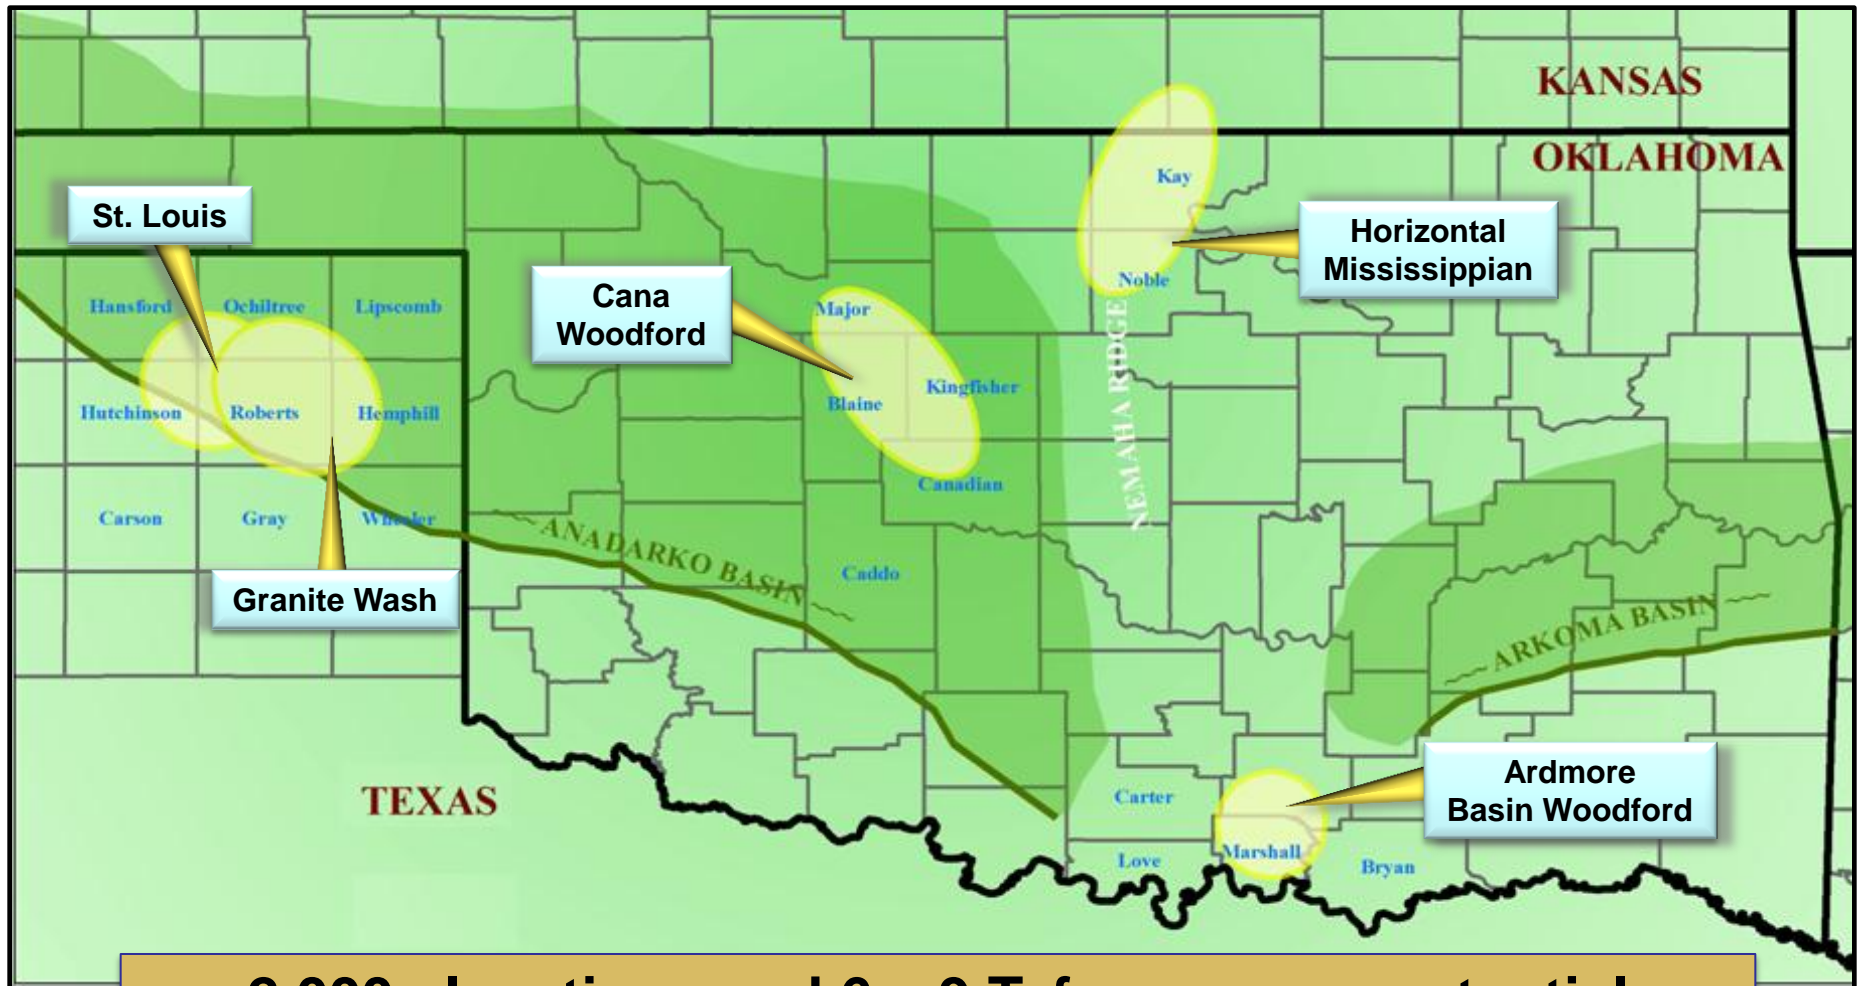 KANSAS
OKLAHOMA
Kay
St. Louis
Horizontal
Mississippian
Noble
Cana
Woodford
Hansford
Ochiltree
Lipscomb
Major
NEMAHA RIDGE
Kingfisher
Blaine
Hutchinson
Roberts
Hemphill
Canadian
Carson
Gray
Wheeler
ANADARKO BASIN
Caddo
Granite Wash
ARKOMA BASIN
Ardmore
Basin Woodford
TEXAS
Carter
Love
Marshall
Bryan